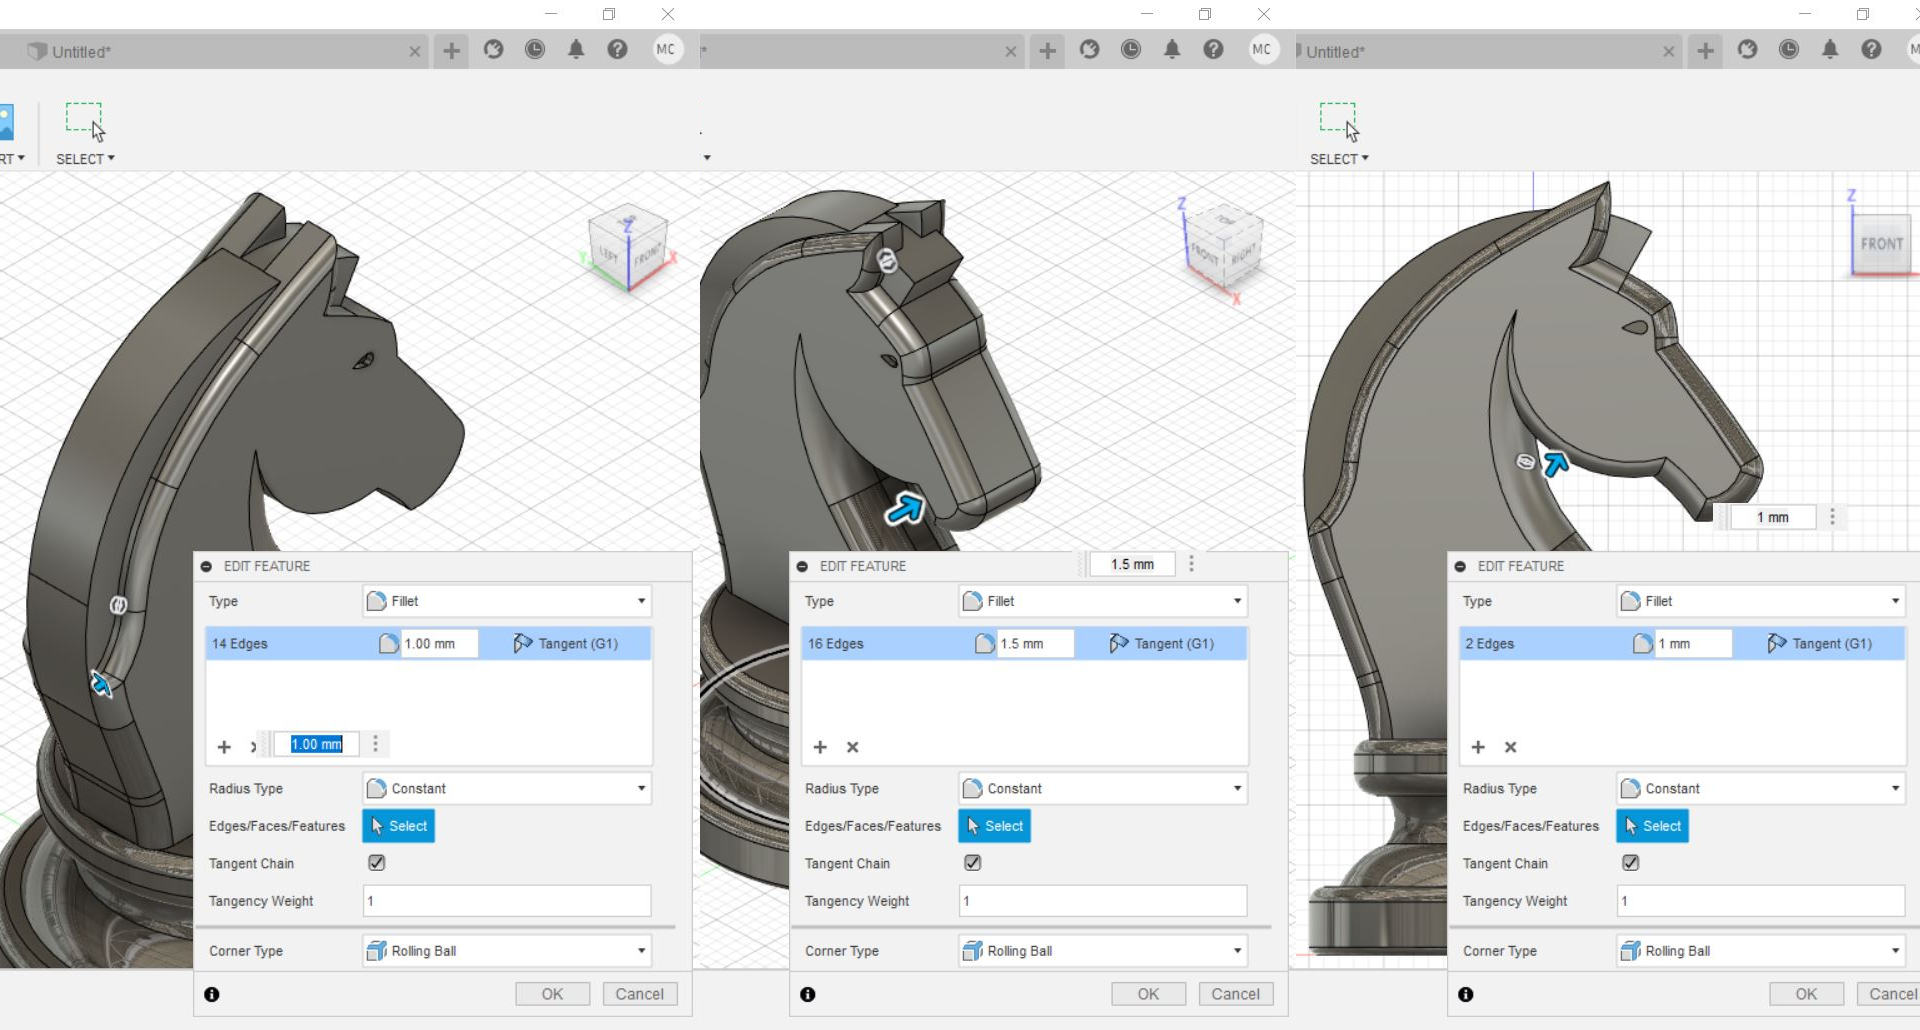 Untitled*
MC
RT
SELECT
LEFT
FRONT
Z
Y
X
EDIT FEATURE
Type
Fillet
14 Edges
1.00 mm
Tangent (G1)
1.00 mm
Radius Type
Constant
Edges/Faces/Features
Select
Tangent Chain
Tangency Weight
1
Corner Type
Rolling Ball
OK
Cancel
*
MC
Z
TOP
FRONT
RIGHT
X
1.5 mm
EDIT FEATURE
Type
Fillet
16 Edges
1.5 mm
Tangent (G1)
Radius Type
Constant
Edges/Faces/Features
Select
Tangent Chain
Tangency Weight
1
Corner Type
Rolling Ball
OK
Cancel
Untitled*
M
SELECT
Z
FRONT
1 mm
EDIT FEATURE
Type
Fillet
2 Edges
1 mm
Tangent (G1)
Radius Type
Constant
Edges/Faces/Features
Select
Tangent Chain
Tangency Weight
1
Corner Type
Rolling Ball
OK
Cancel